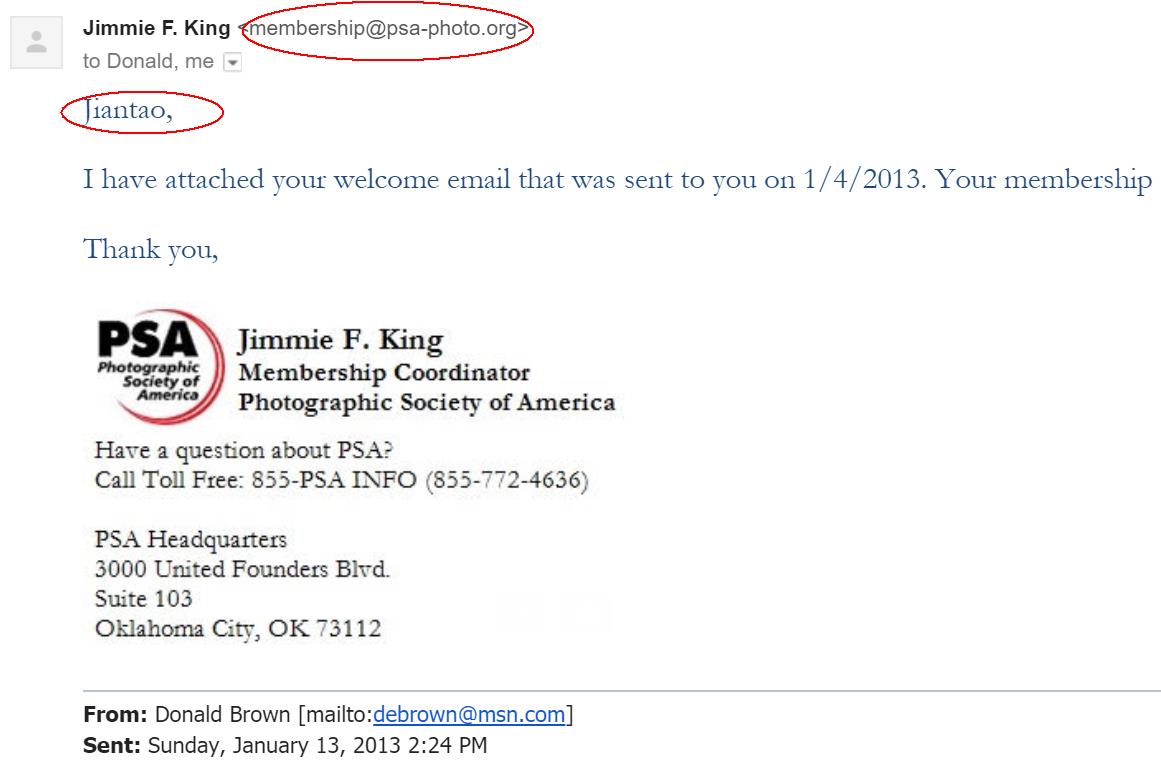 Jimmie F. King <membership@psa-photo.org>
to Donald, me
Jiantao,
I have attached your welcome email that was sent to you on 1/4/2013. Your membership
Thank you,
PSA
Photographic
Society of
America
Jimmie F. King
Membership Coordinator
Photographic Society of America
Have a question about PSA?
Call Toll Free: 855-PSA INFO (855-772-4636)
PSA Headquarters
3000 United Founders Blvd.
Suite 103
Oklahoma City, OK 73112
From: Donald Brown [mailto:debrown@msn.com]
Sent: Sunday, January 13, 2013 2:24 PM